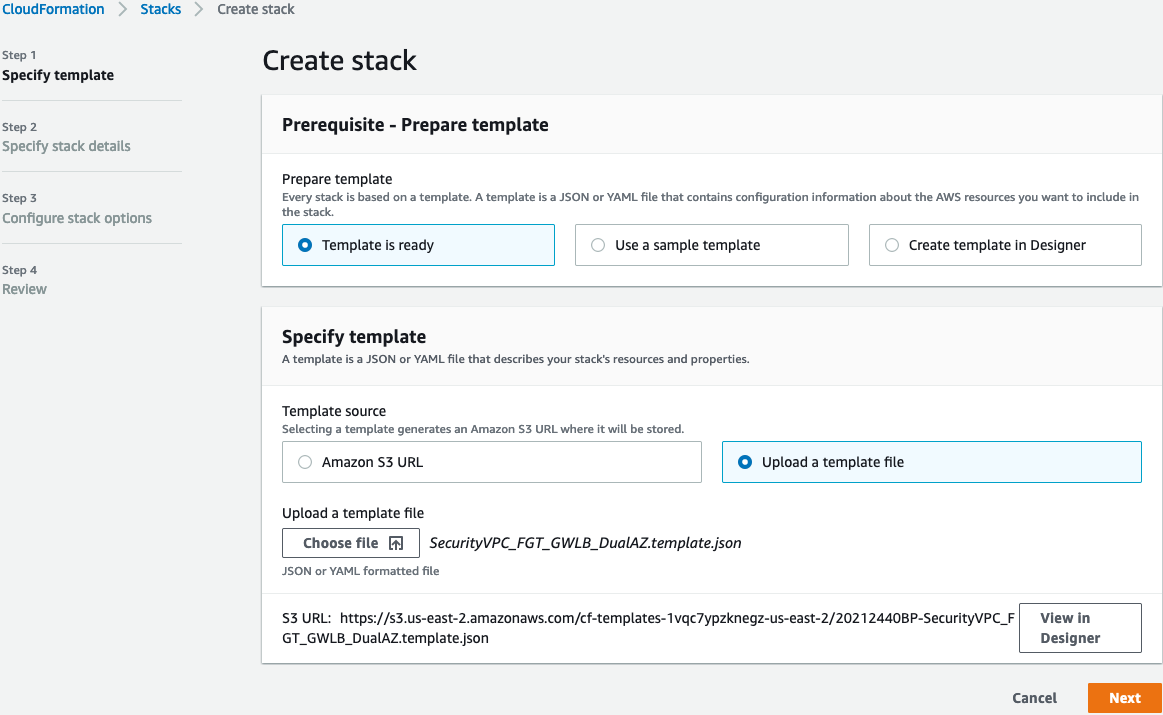 CloudFormation > Stacks > Create stack
Step 1
Specify template
Step 2
Specify stack details
Step 3
Configure stack options
Step 4
Review
Create stack
Prerequisite - Prepare template
Prepare template
Every stack is based on a template. A template is a JSON or YAML file that contains configuration information about the AWS resources you want to include in
the stack.
Template is ready
Use a sample template
Create template in Designer
Specify template
A template is a JSON or YAML file that describes your stack's resources and properties.
Template source
Selecting a template generates an Amazon S3 URL where it will be stored.
Amazon S3 URL
Upload a template file
Upload a template file
Choose file SecurityVPC_FGT_GWLB_DualAZ.template.json
JSON or YAML formatted file
S3 URL: https://s3.us-east-2.amazonaws.com/cf-templates-1vqc7ypzknegz-us-east-2/20212440BP-SecurityVPC_F
GT_GWLB_DualAZ.template.json
View in
Designer
Cancel
Next